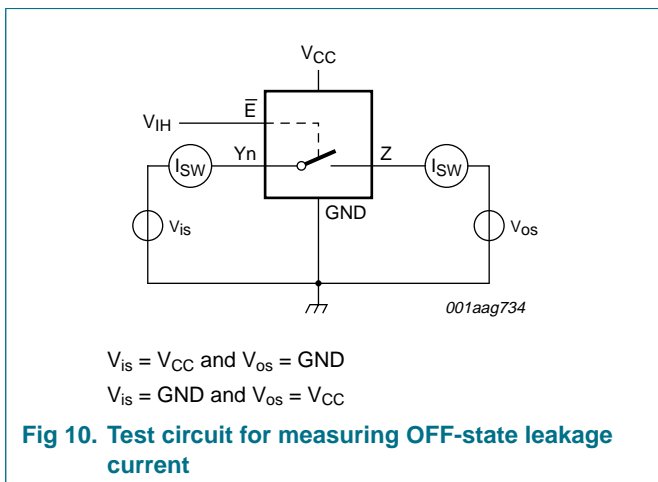 VCC
E̅
VIH
Yn
Z
ISW
ISW
GND
Vis
Vos
001aag734
Vis = VCC and Vos = GND
Vis = GND and Vos = VCC
Fig 10. Test circuit for measuring OFF-state leakage
current